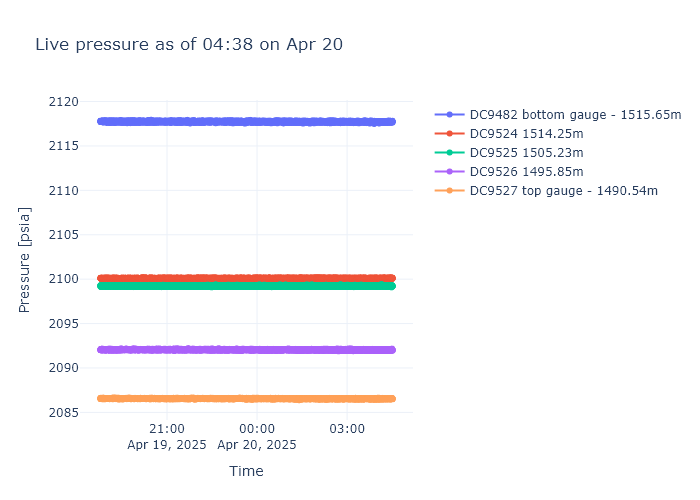 Live pressure as of 04:38 on Apr 20
DC9482 bottom gauge - 1515.65m
DC9524 1514.25m
DC9525 1505.23m
DC9526 1495.85m
DC9527 top gauge - 1490.54m
Pressure [psia]
2120
2115
2110
2105
2100
2095
2090
2085
21:00
Apr 19, 2025
00:00
Apr 20, 2025
03:00
Time